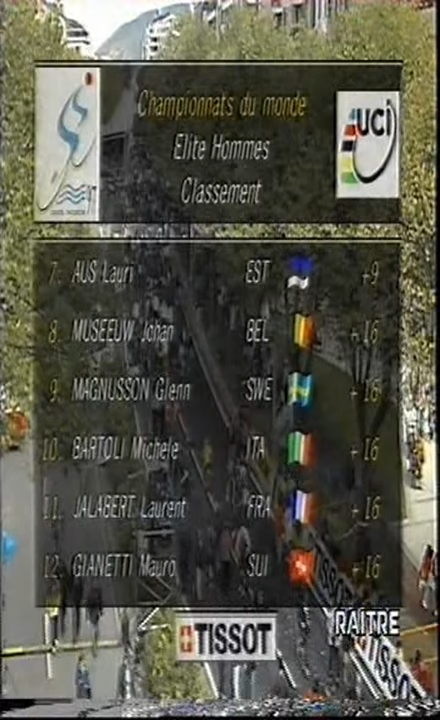 Championnats du monde
Elite Hommes
Classement
UCI
7. AUS Lauri EST +9
8. MUSEEUW Johan BEL +16
9. MAGNUSSON Glenn SWE +16
10. BARTOLI Michele ITA +16
11. JALABERT Laurent FRA +16
12. GIANETTI Mauro SUI +16
TISSOT
RAITRE
TISSO